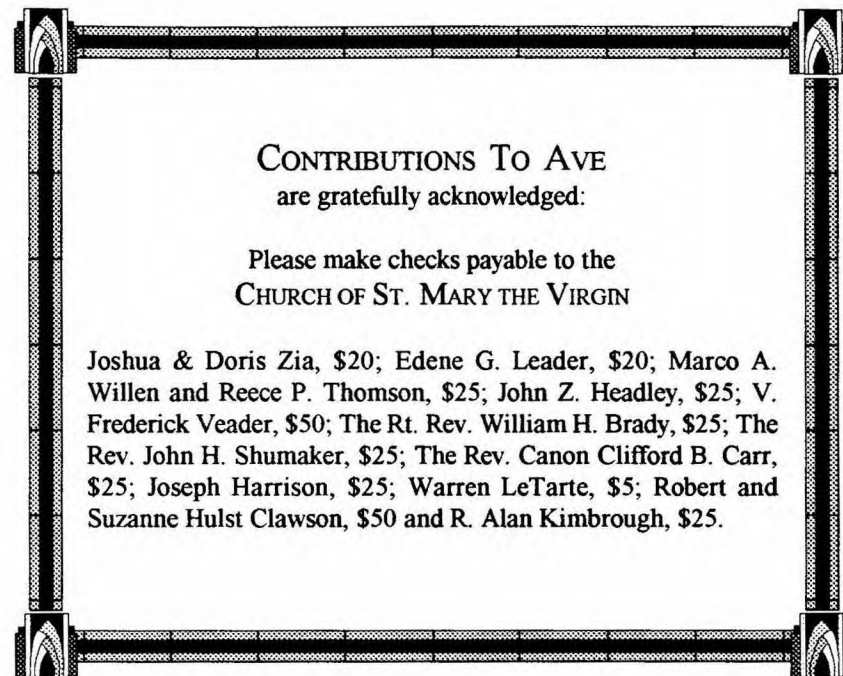 CONTRIBUTIONS TO AVE
are gratefully acknowledged:
Please make checks payable to the
CHURCH OF ST. MARY THE VIRGIN
Joshua & Doris Zia, $20; Edene G. Leader, $20; Marco A.
Willen and Reece P. Thomson, $25; John Z. Headley, $25; V.
Frederick Veader, $50; The Rt. Rev. William H. Brady, $25; The
Rev. John H. Shumaker, $25; The Rev. Canon Clifford B. Carr,
$25; Joseph Harrison, $25; Warren LeTarte, $5; Robert and
Suzanne Hulst Clawson, $50 and R. Alan Kimbrough, $25.